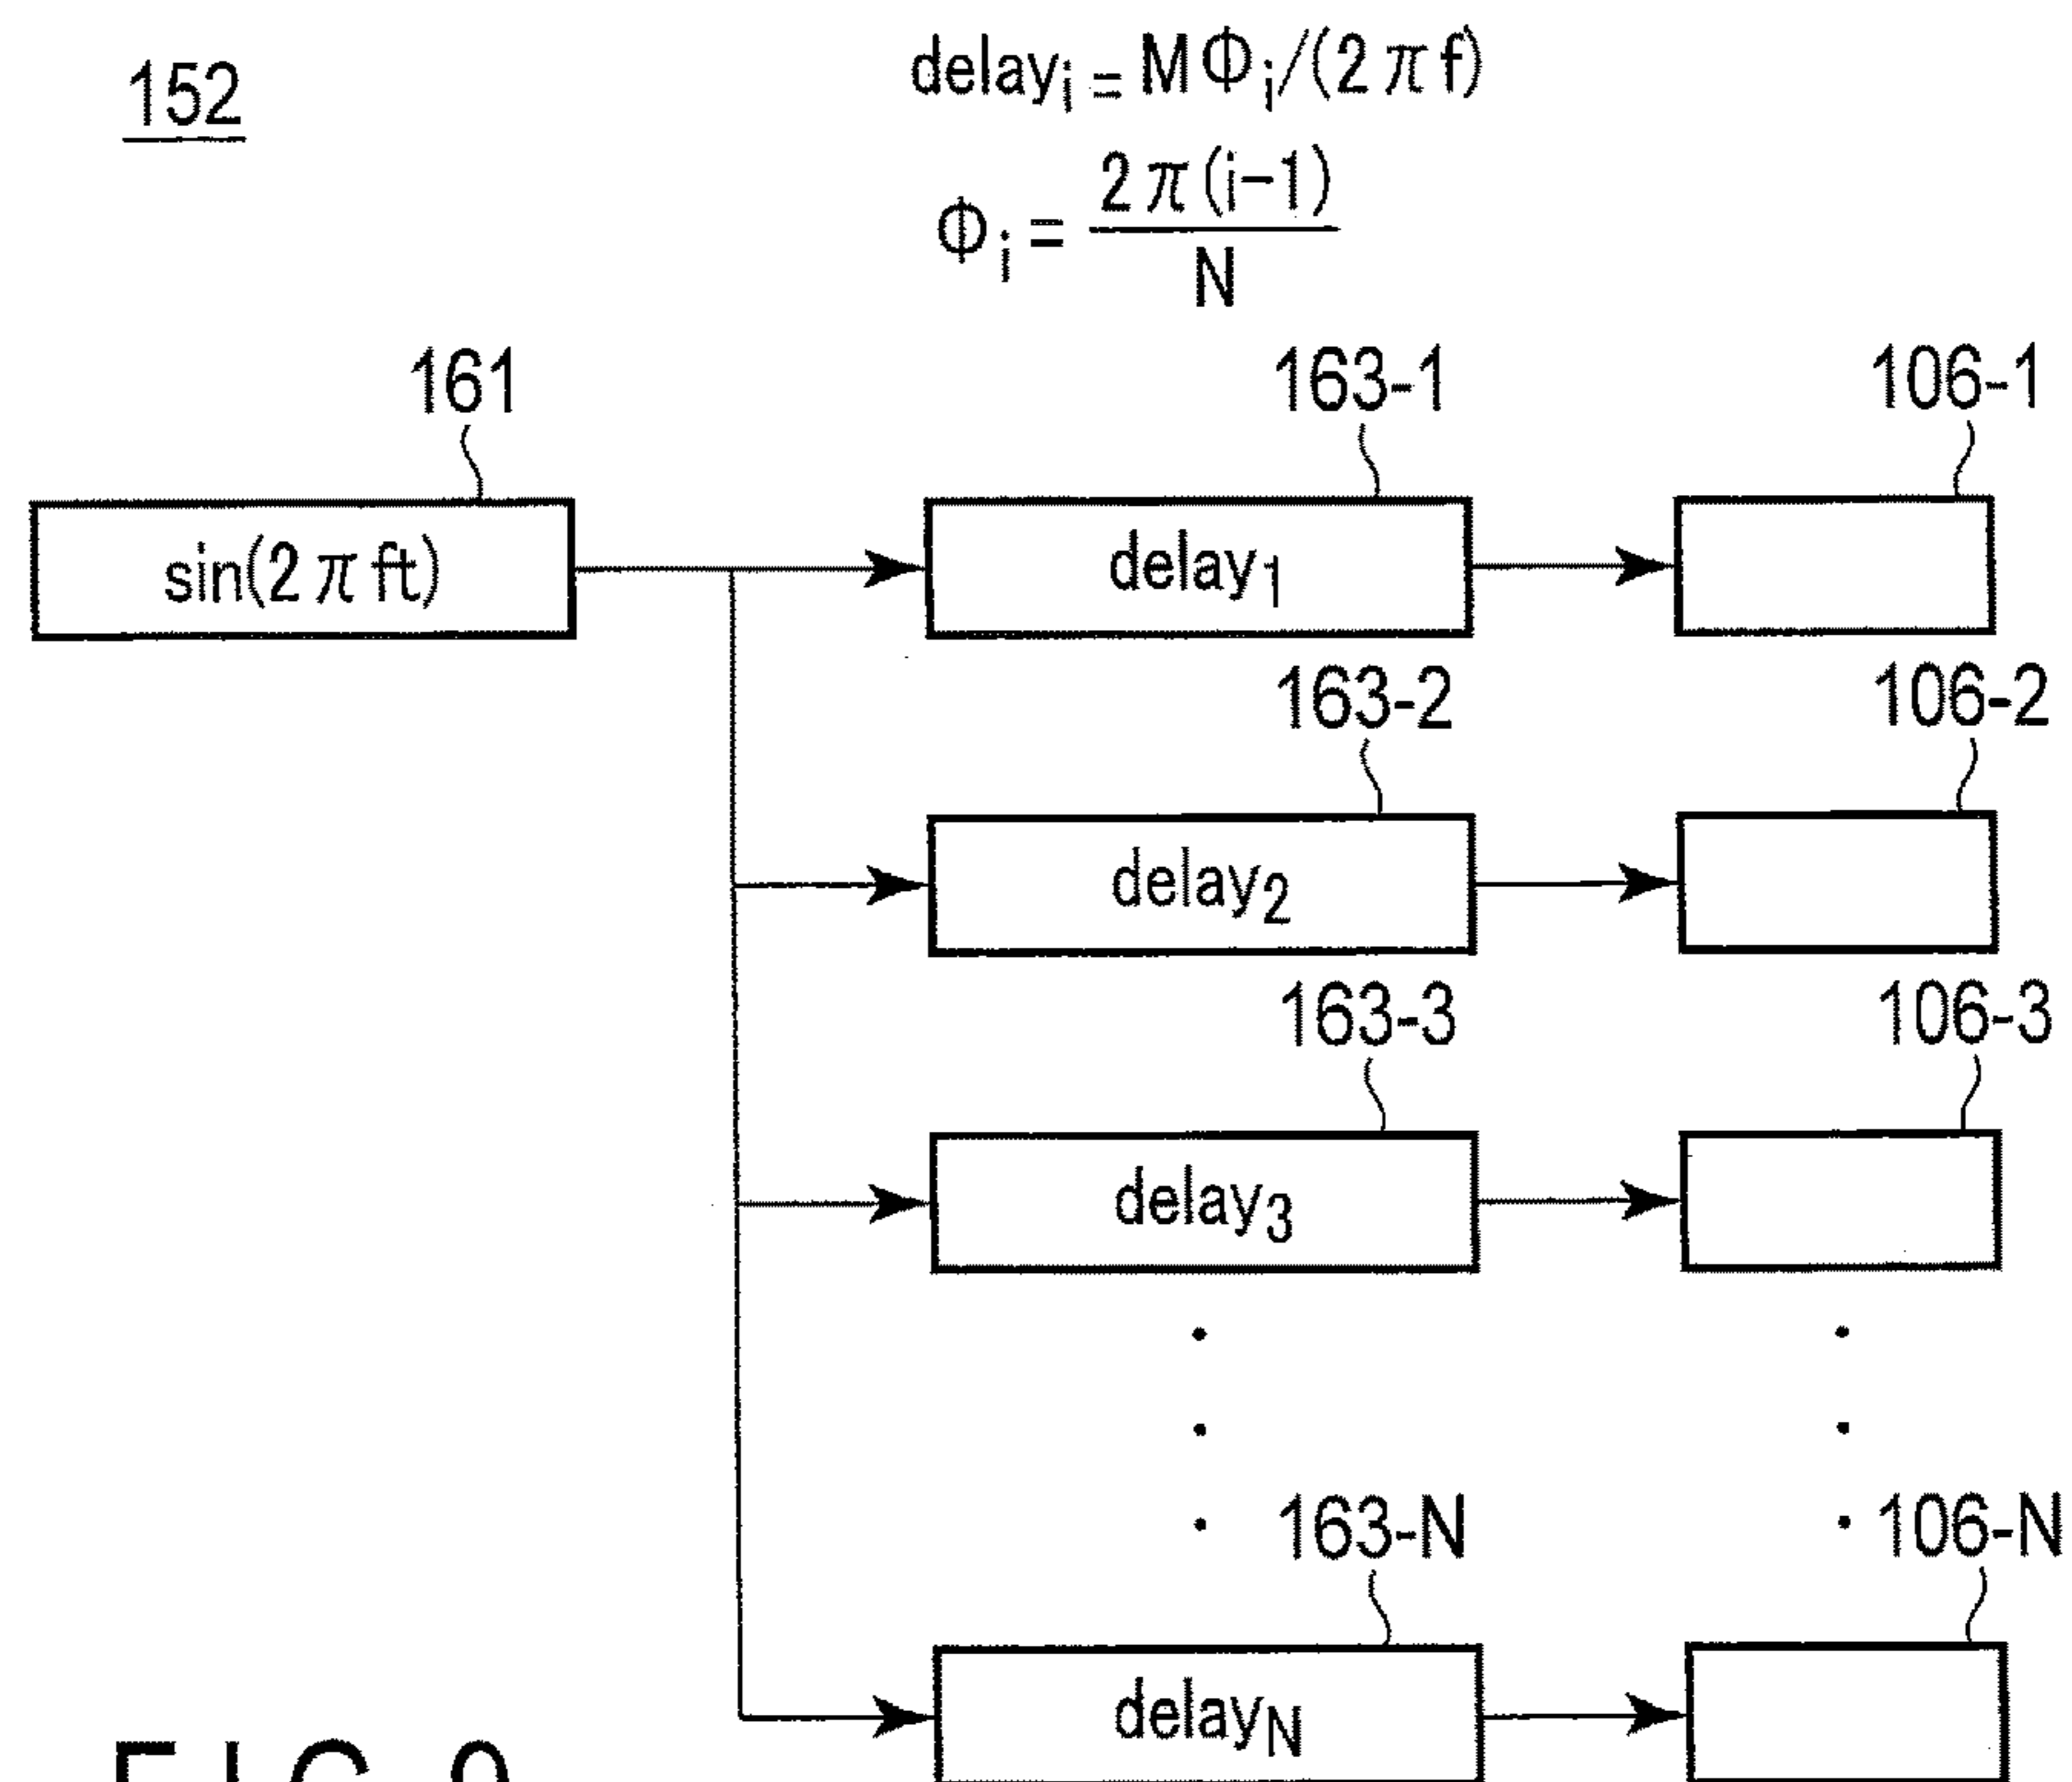 152
delayᵢ = MΦᵢ/(2πf)
Φᵢ = 2π(i-1)/N
161
163-1
106-1
sin(2πft)
delay₁
163-2
106-2
delay₂
163-3
106-3
delay₃
163-N
106-N
delay_N